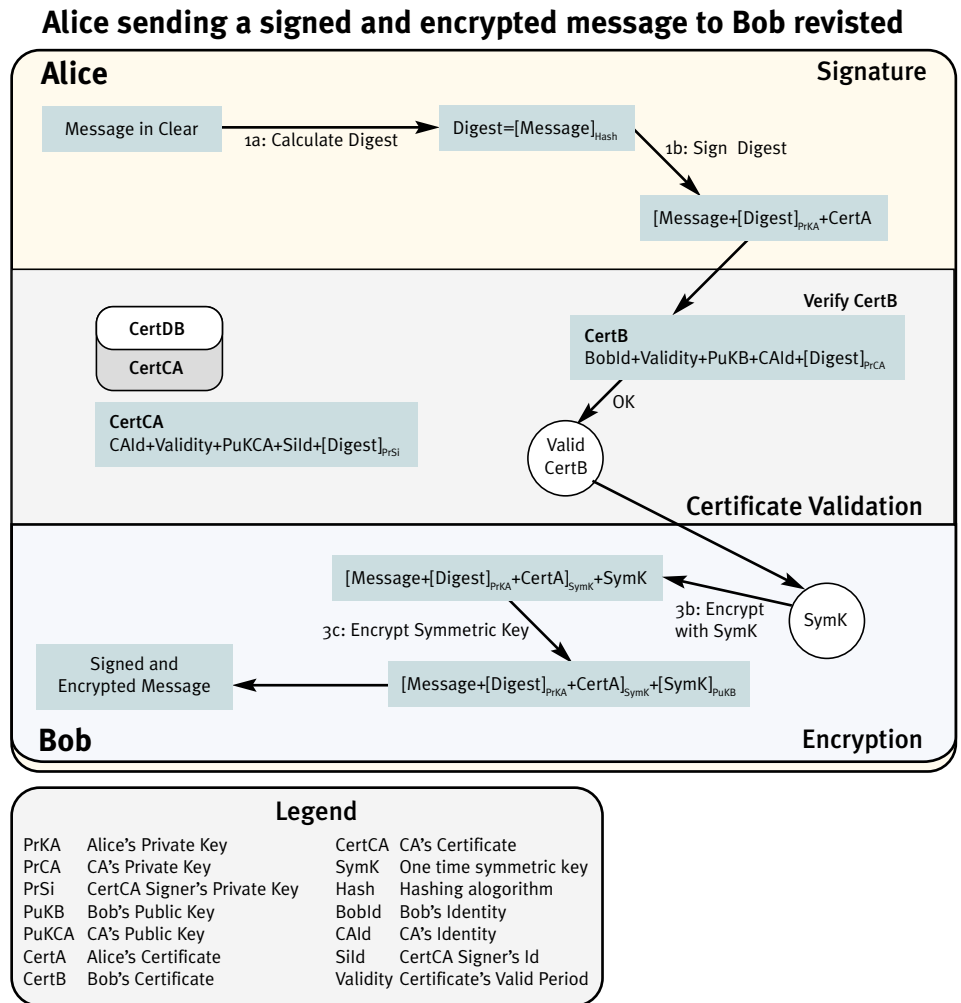 Alice sending a signed and encrypted message to Bob revisted
Alice
Signature
Message in Clear
1a: Calculate Digest
Digest=[Message]Hash
1b: Sign Digest
[Message+[Digest]PrKA+CertA
Verify CertB
CertDB
CertCA
CertB
BobId+Validity+PuKB+CAId+[Digest]PrCA
OK
CertCA
CAId+Validity+PuKCA+SiId+[Digest]PrSi
Valid
CertB
Certificate Validation
[Message+[Digest]PrKA+CertA]SymK+SymK
3b: Encrypt
with SymK
SymK
3c: Encrypt Symmetric Key
Signed and
Encrypted Message
[Message+[Digest]PrKA+CertA]SymK+[SymK]PuKB
Bob
Encryption
Legend
PrKA Alice's Private Key
PrCA CA's Private Key
PrSi CertCA Signer's Private Key
PuKB Bob's Public Key
PuKCA CA's Public Key
CertA Alice's Certificate
CertB Bob's Certificate
CertCA CA's Certificate
SymK One time symmetric key
Hash Hashing alogorithm
BobId Bob's Identity
CAId CA's Identity
SiId CertCA Signer's Id
Validity Certificate's Valid Period